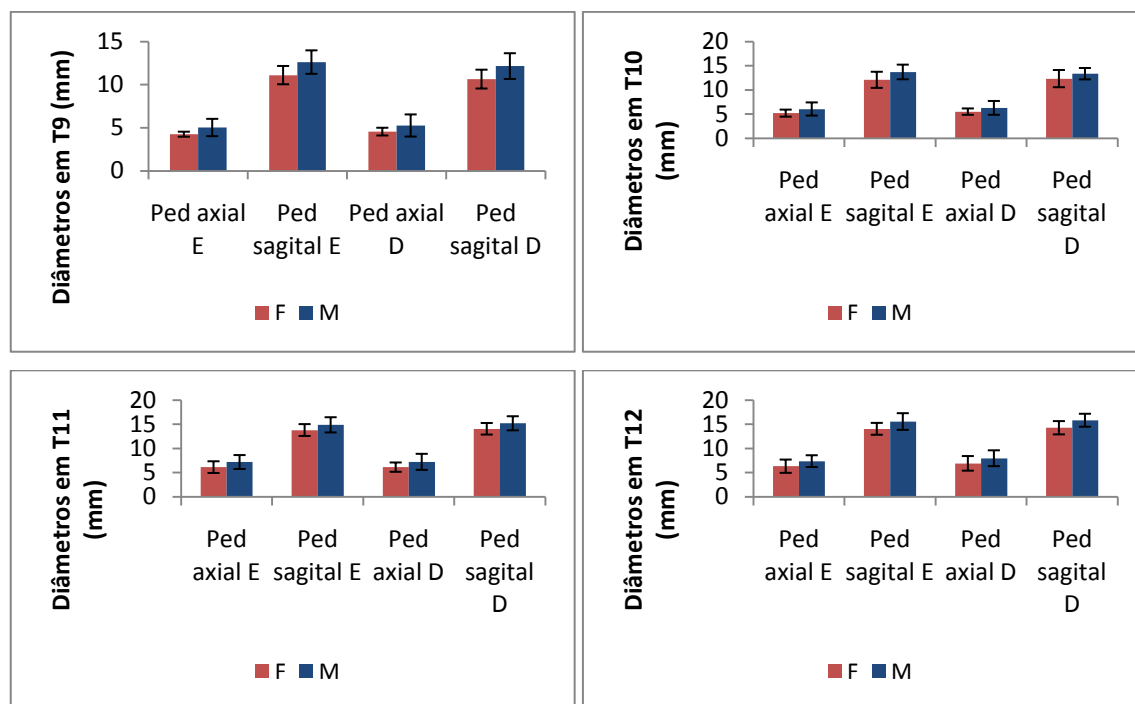 Diâmetros em T9 (mm)
15
10
5
0
Ped axial
E
Ped
sagital E
Ped axial
D
Ped
sagital D
F M
Diâmetros em T10
(mm)
20
15
10
5
0
Ped
axial E
Ped
sagital E
Ped
axial D
Ped
sagital
D
F M
Diâmetros em T11
(mm)
20
15
10
5
0
Ped
axial E
Ped
sagital E
Ped
axial D
Ped
sagital
D
F M
Diâmetros em T12
(mm)
20
15
10
5
0
Ped
axial E
Ped
sagital E
Ped
axial D
Ped
sagital
D
F M